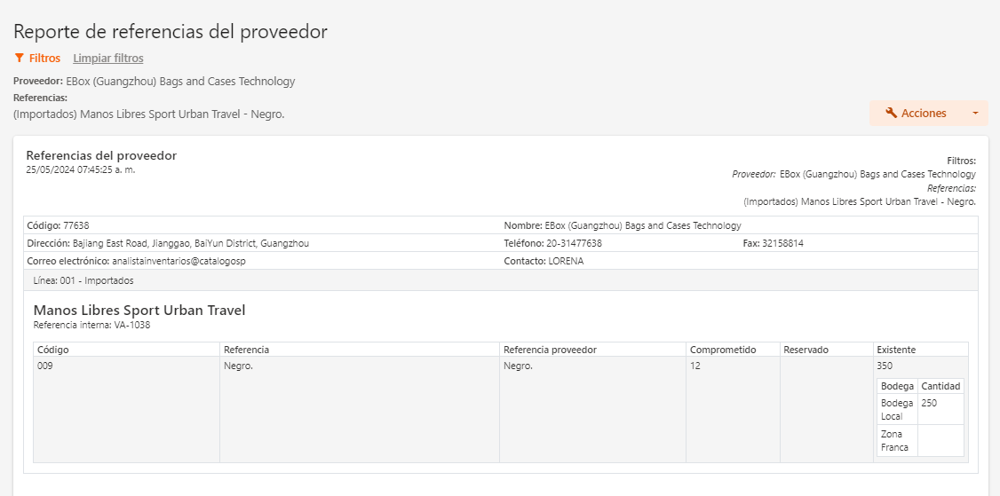 Reporte de referencias del proveedor
Filtros Limpiar filtros
Proveedor: EBox (Guangzhou) Bags and Cases Technology
Referencias:
(Importados) Manos Libres Sport Urban Travel - Negro.
Acciones
Referencias del proveedor
25/05/2024 07:45:25 a. m.
Filtros:
Proveedor: EBox (Guangzhou) Bags and Cases Technology
Referencias:
(Importados) Manos Libres Sport Urban Travel - Negro.
Código: 77638 Nombre: EBox (Guangzhou) Bags and Cases Technology
Dirección: Bajiang East Road, Jianggao, BaiYun District, Guangzhou Teléfono: 20-31477638 Fax: 32158814
Correo electrónico: analistainventarios@catalogosp Contacto: LORENA
Línea: 001 - Importados
Manos Libres Sport Urban Travel
Referencia interna: VA-1038
Código Referencia Referencia proveedor Comprometido Reservado Existente
009 Negro. Negro. 12 350
Bodega Cantidad
Bodega 250
Local
Zona
Franca